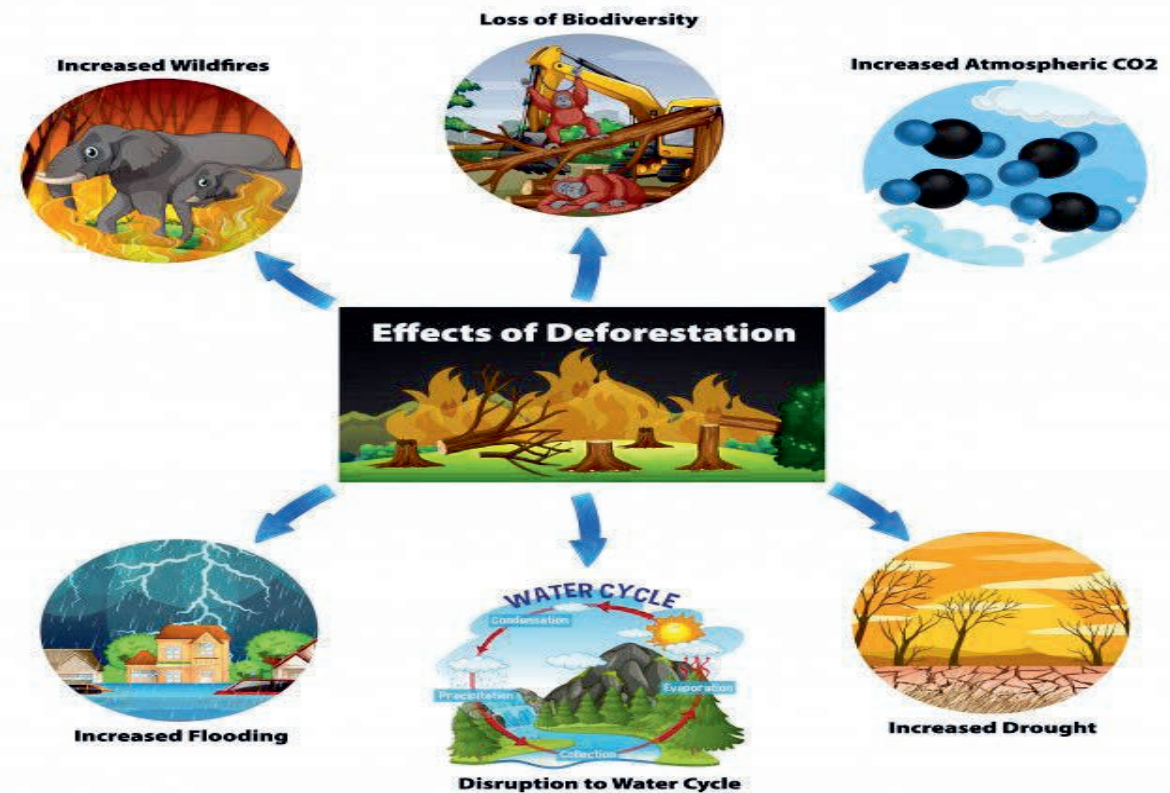 Loss of Biodiversity
Increased Wildfires
Increased Atmospheric CO2
Effects of Deforestation
WATER CYCLE
Condensation
Precipitation
Evaporation
Collection
Increased Flooding
Increased Drought
Disruption to Water Cycle